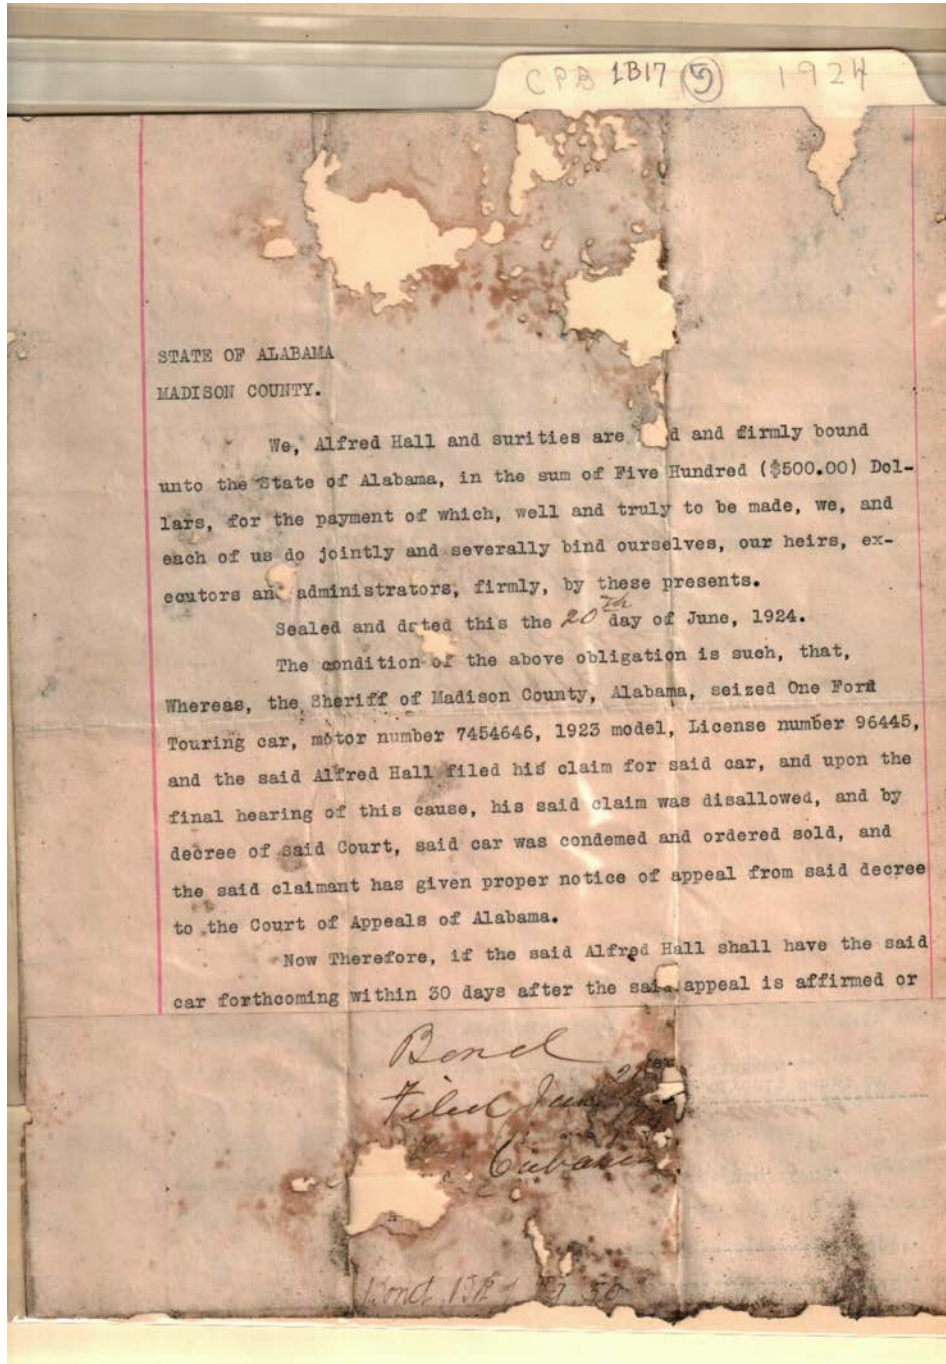 CPB 1B17 5 1924
STATE OF ALABAMA
MADISON COUNTY.
We, Alfred Hall and surities are d and firmly bound
unto the State of Alabama, in the sum of Five Hundred ($500.00) Dol-
lars, for the payment of which, well and truly to be made, we, and
each of us do jointly and severally bind ourselves, our heirs, ex-
ecutors and administrators, firmly, by these presents.
Sealed and dated this the 20th day of June, 1924.
The condition of the above obligation is such, that,
Whereas, the Sheriff of Madison County, Alabama, seized One Ford
Touring car, motor number 7454646, 1923 model, License number 96445,
and the said Alfred Hall filed his claim for said car, and upon the
final hearing of this cause, his said claim was disallowed, and by
decree of said Court, said car was condemed and ordered sold, and
the said claimant has given proper notice of appeal from said decree
to the Court of Appeals of Alabama.
Now Therefore, if the said Alfred Hall shall have the said
car forthcoming within 30 days after the said appeal is affirmed or
Bond
Filed June
Bond